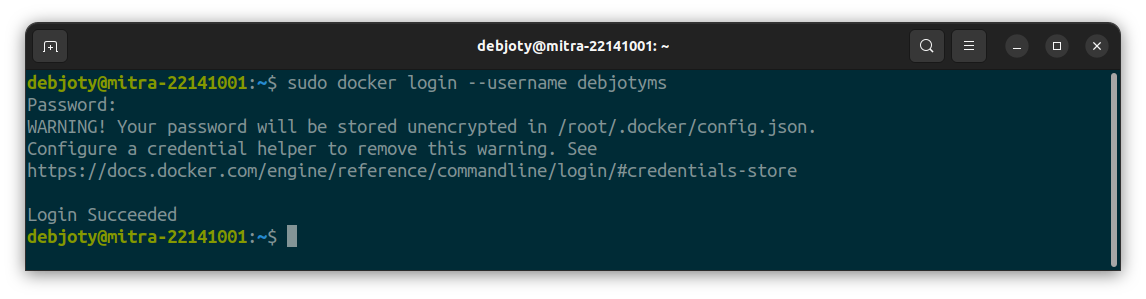 debjoty@mitra-22141001: ~
debjoty@mitra-22141001:~$ sudo docker login --username debjotyms
Password:
WARNING! Your password will be stored unencrypted in /root/.docker/config.json.
Configure a credential helper to remove this warning. See
https://docs.docker.com/engine/reference/commandline/login/#credentials-store
Login Succeeded
debjoty@mitra-22141001:~$